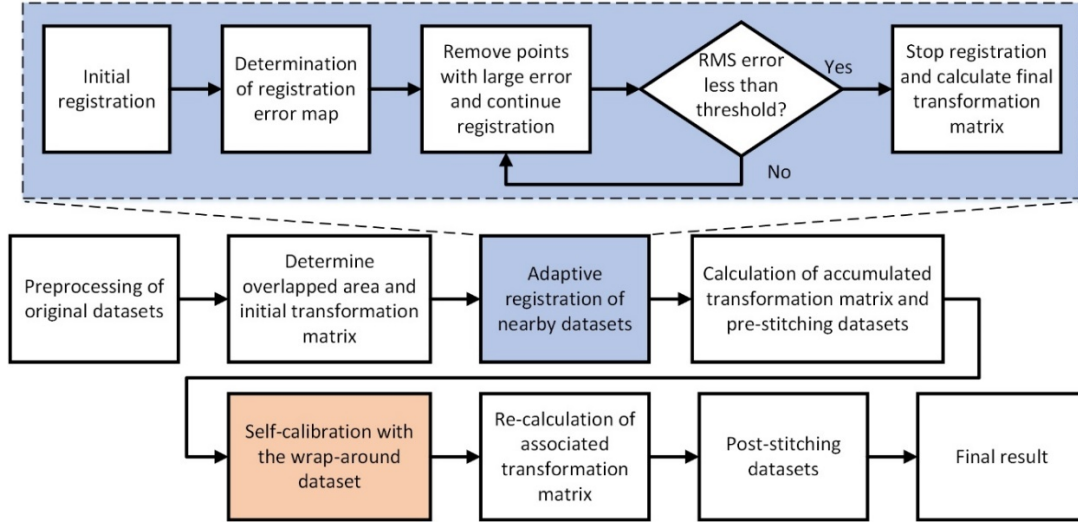 Initial
registration
Determination
of registration
error map
Remove points
with large error
and continue
registration
RMS error
less than
threshold?
Yes
No
Stop registration
and calculate final
transformation
matrix
Preprocessing of
original datasets
Determine
overlapped area and
initial transformation
matrix
Adaptive
registration of
nearby datasets
Calculation of accumulated
transformation matrix and
pre-stitching datasets
Self-calibration with
the wrap-around
dataset
Re-calculation of
associated
transformation
matrix
Post-stitching
datasets
Final result